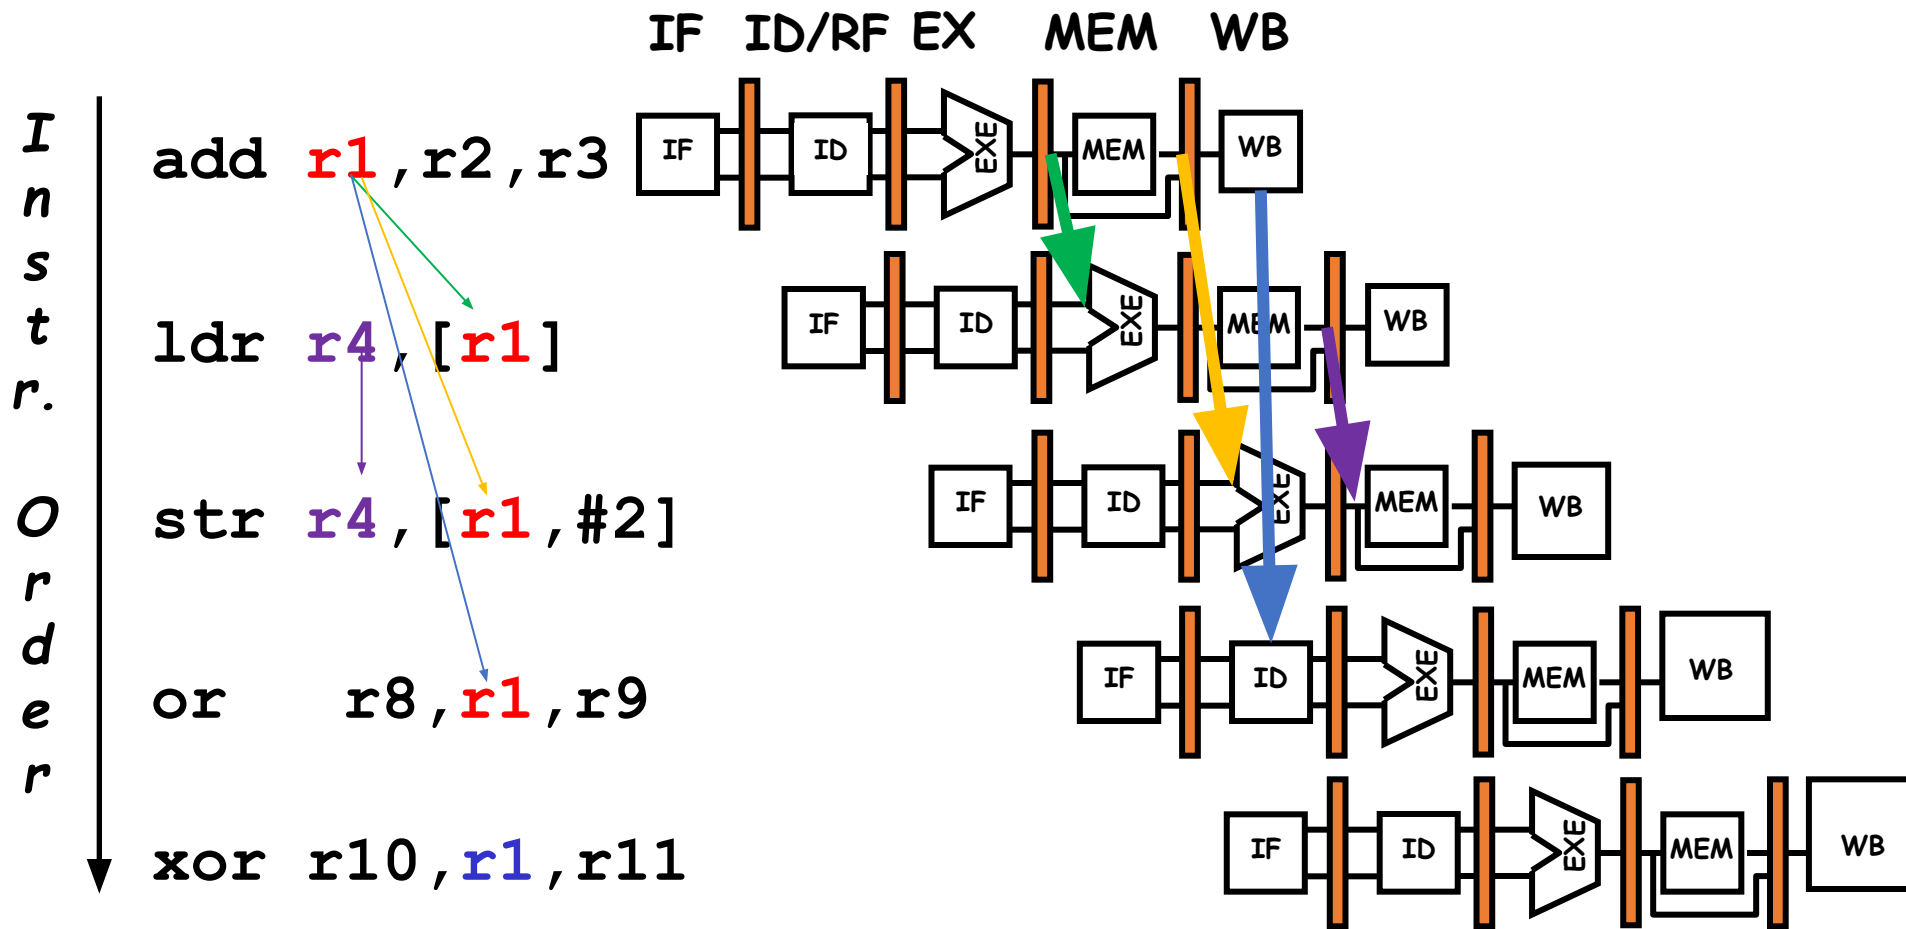 IF ID/RF EX MEM WB
Instr. Order
add r1,r2,r3
IF ID EXE MEM WB
ldr r4,[r1]
IF ID EXE MEM WB
str r4,[r1,#2]
IF ID EXE MEM WB
or r8,r1,r9
IF ID EXE MEM WB
xor r10,r1,r11
IF ID EXE MEM WB